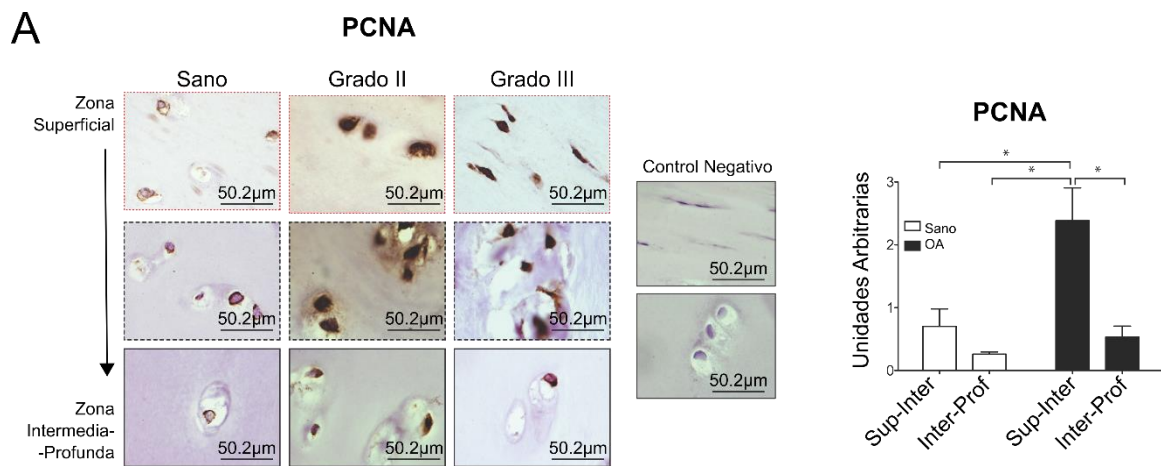 A
PCNA
Sano
Grado II
Grado III
Zona
Superficial
50.2µm
50.2µm
50.2µm
50.2µm
50.2µm
50.2µm
Zona
Intermedia-
-Profunda
50.2µm
50.2µm
50.2µm
Control Negativo
50.2µm
50.2µm
PCNA
*
*
*
Unidades Arbitrarias
3
2
1
0
Sano
OA
Sup-Inter
Inter-Prof
Sup-Inter
Inter-Prof